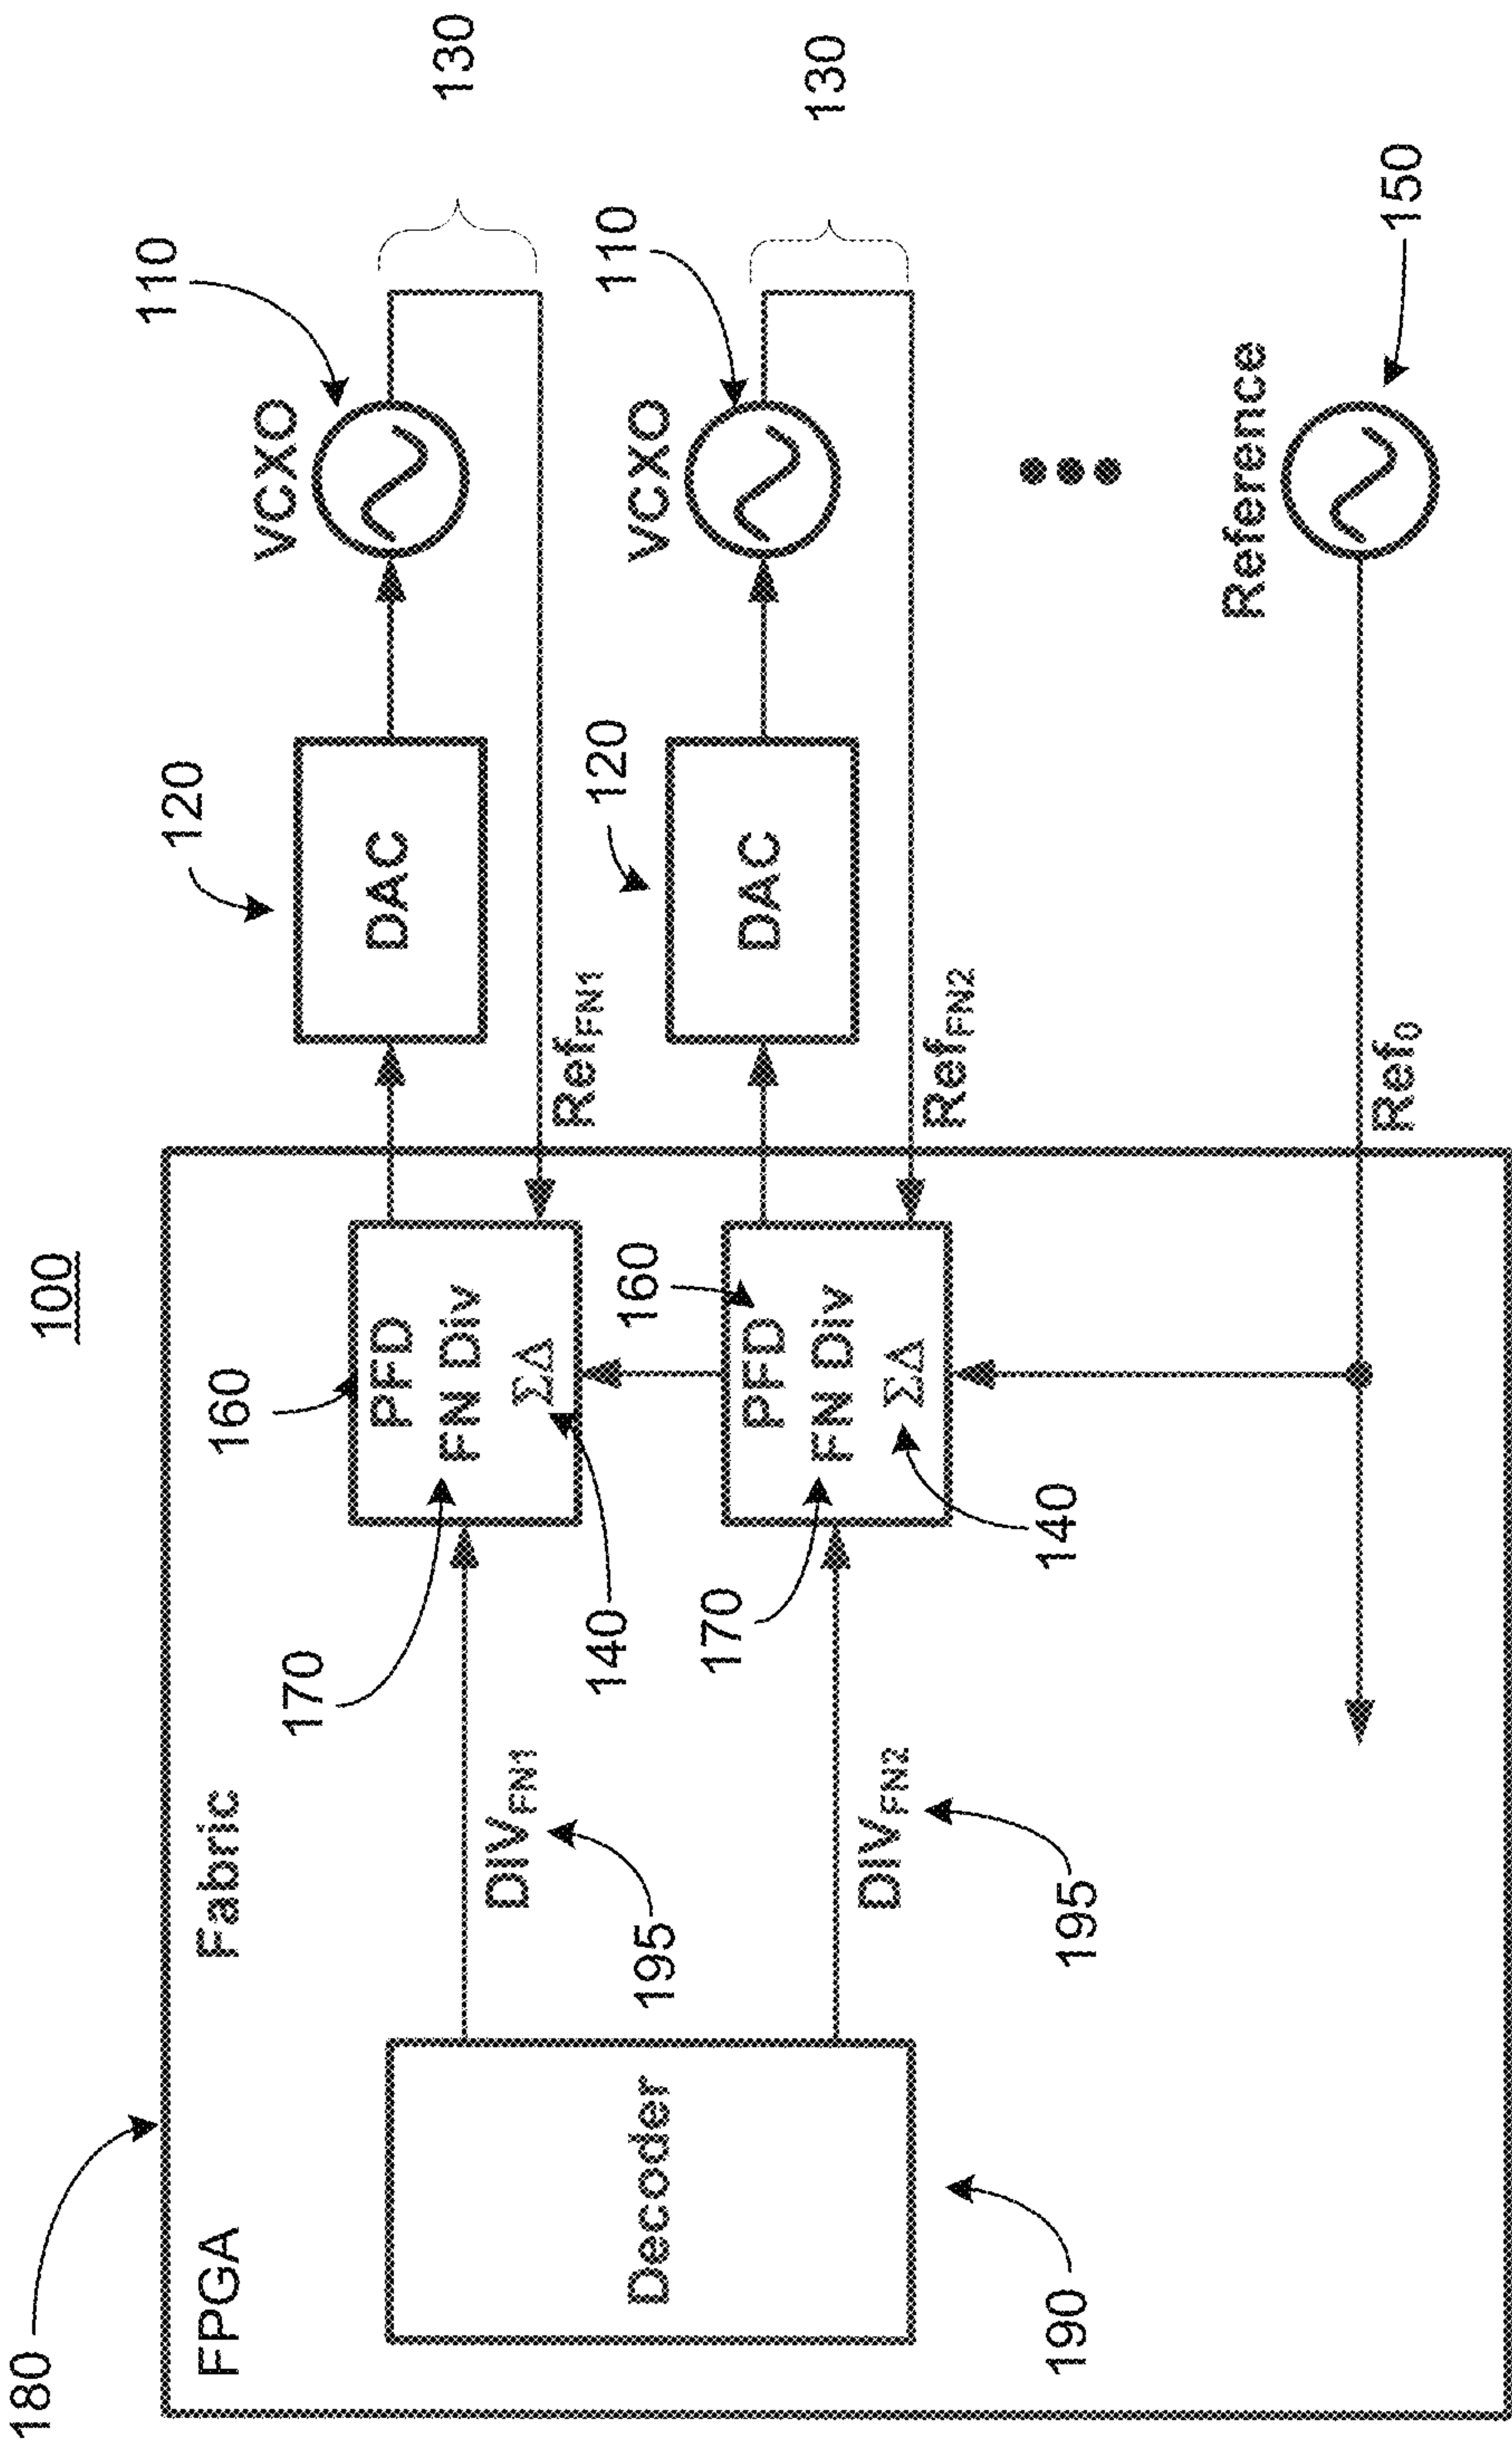 100
180
FPGA
Fabric
170
160
120
110
VCXO
130
DAC
PFD
FN Div
ΣΔ
140
DIV_FN1
195
Ref_FN1
Decoder
190
170
160
120
110
VCXO
130
DAC
PFD
FN Div
ΣΔ
140
DIV_FN2
195
Ref_FN2
Reference
150
Ref_0